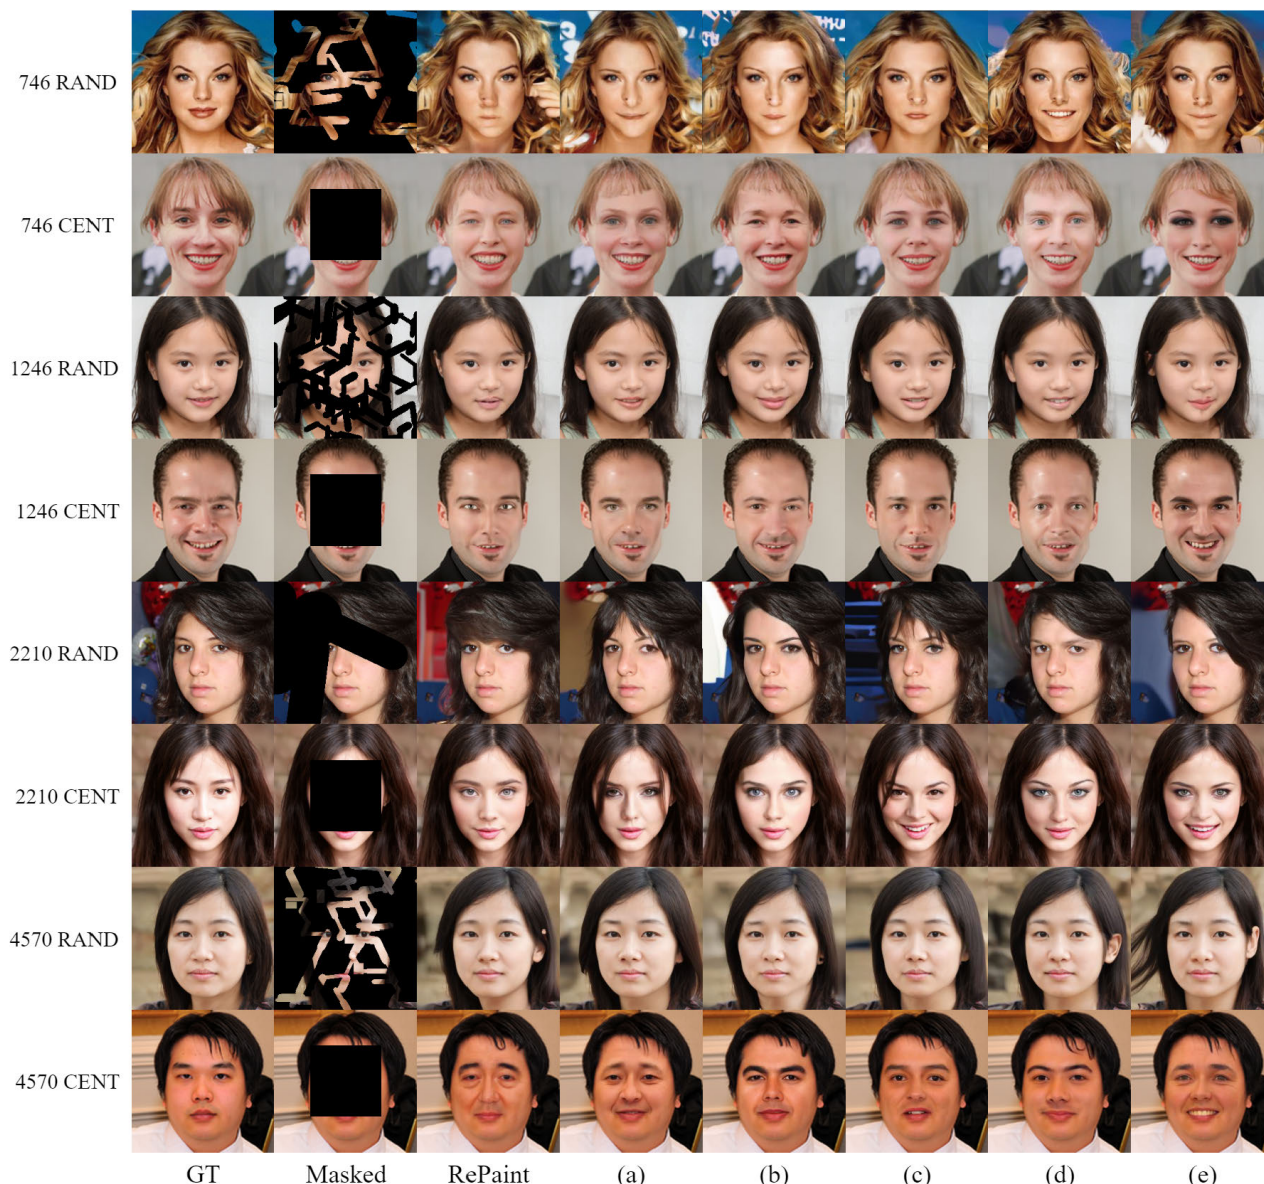 746 RAND
746 CENT
1246 RAND
1246 CENT
2210 RAND
2210 CENT
4570 RAND
4570 CENT
GT Masked RePaint (a) (b) (c) (d) (e)